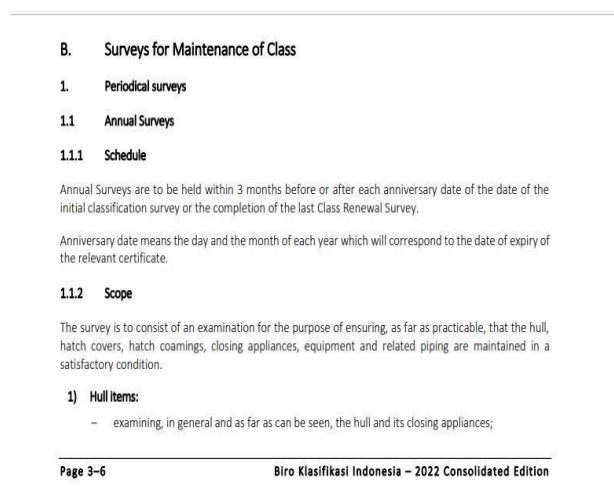 B. Surveys for Maintenance of Class
1. Periodical surveys
1.1 Annual Surveys
1.1.1 Schedule
Annual Surveys are to be held within 3 months before or after each anniversary date of the date of the
initial classification survey or the completion of the last Class Renewal Survey.
Anniversary date means the day and the month of each year which will correspond to the date of expiry of
the relevant certificate.
1.1.2 Scope
The survey is to consist of an examination for the purpose of ensuring, as far as practicable, that the hull,
hatch covers, hatch coamings, closing appliances, equipment and related piping are maintained in a
satisfactory condition.
1) Hull items:
– examining, in general and as far as can be seen, the hull and its closing appliances;
Page 3–6 Biro Klasifikasi Indonesia – 2022 Consolidated Edition